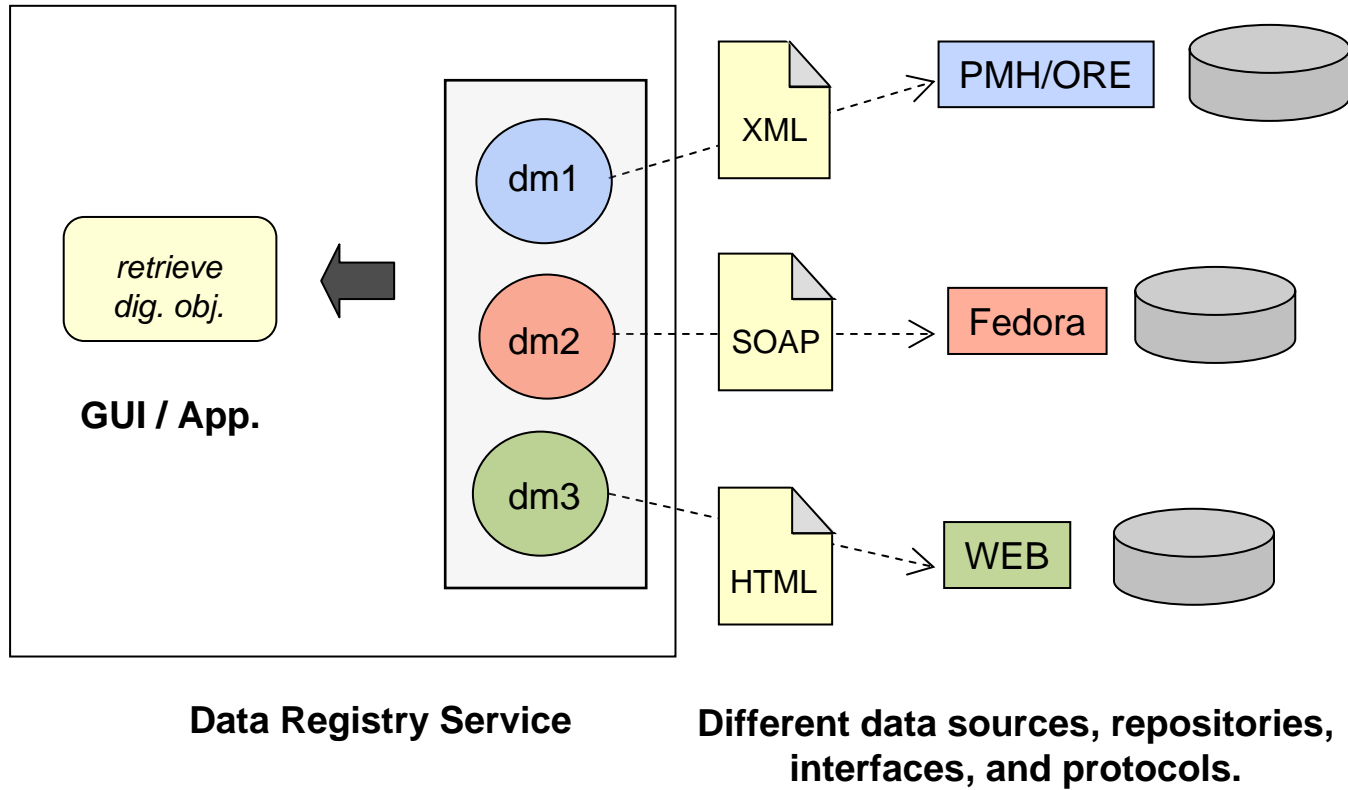 retrieve
dig. obj.
GUI / App.
dm1
dm2
dm3
XML
SOAP
HTML
PMH/ORE
Fedora
WEB
Data Registry Service
Different data sources, repositories,
interfaces, and protocols.